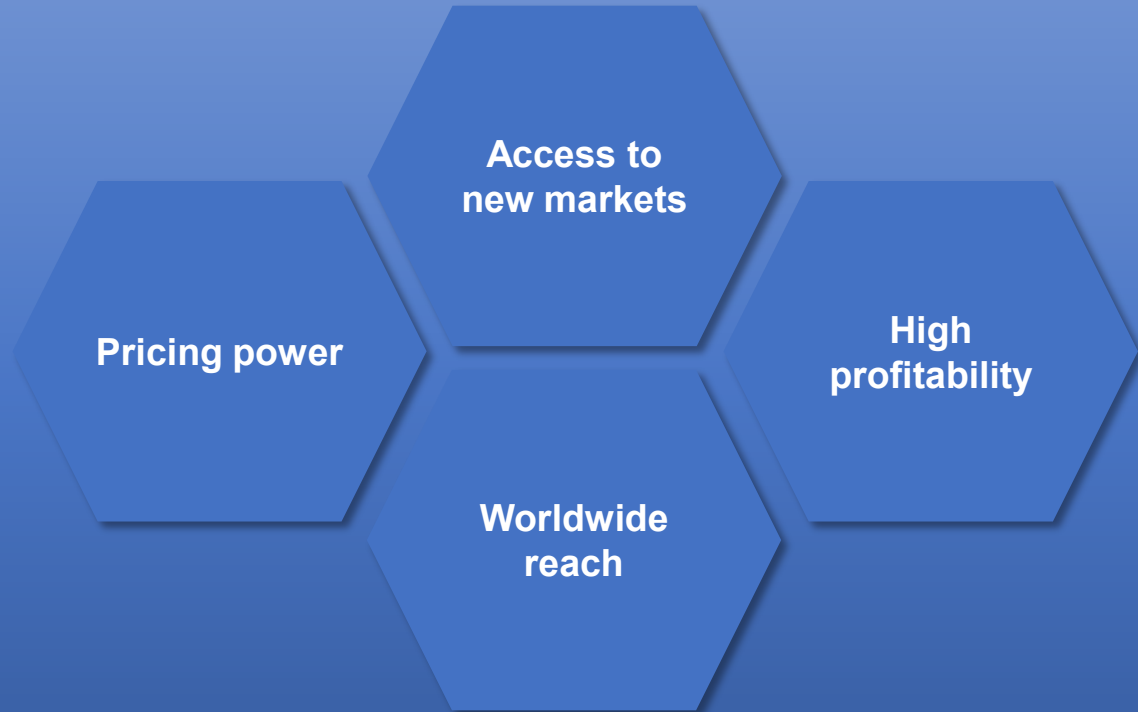 Access to
new markets
Pricing power
High
profitability
Worldwide
reach